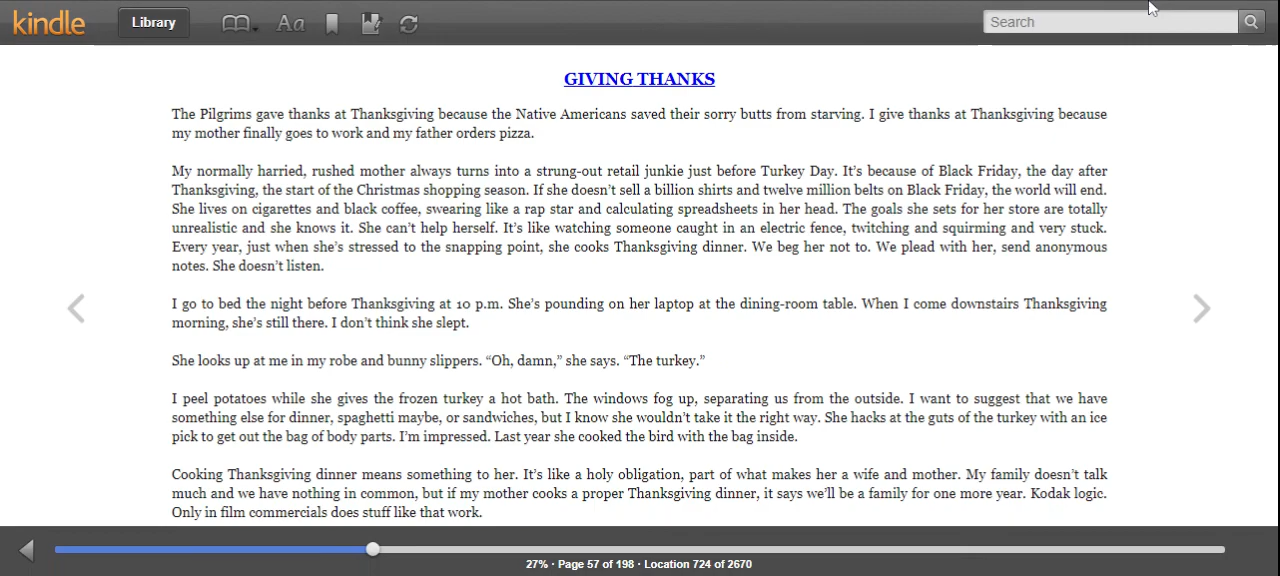 kindle
Library
Aa
Search
GIVING THANKS
The Pilgrims gave thanks at Thanksgiving because the Native Americans saved their sorry butts from starving. I give thanks at Thanksgiving because
my mother finally goes to work and my father orders pizza.
My normally harried, rushed mother always turns into a strung-out retail junkie just before Turkey Day. It’s because of Black Friday, the day after
Thanksgiving, the start of the Christmas shopping season. If she doesn’t sell a billion shirts and twelve million belts on Black Friday, the world will end.
She lives on cigarettes and black coffee, swearing like a rap star and calculating spreadsheets in her head. The goals she sets for her store are totally
unrealistic and she knows it. She can’t help herself. It’s like watching someone caught in an electric fence, twitching and squirming and very stuck.
Every year, just when she’s stressed to the snapping point, she cooks Thanksgiving dinner. We beg her not to. We plead with her, send anonymous
notes. She doesn’t listen.
I go to bed the night before Thanksgiving at 10 p.m. She’s pounding on her laptop at the dining-room table. When I come downstairs Thanksgiving
morning, she’s still there. I don’t think she slept.
She looks up at me in my robe and bunny slippers. “Oh, damn,” she says. “The turkey.”
I peel potatoes while she gives the frozen turkey a hot bath. The windows fog up, separating us from the outside. I want to suggest that we have
something else for dinner, spaghetti maybe, or sandwiches, but I know she wouldn’t take it the right way. She hacks at the guts of the turkey with an ice
pick to get out the bag of body parts. I’m impressed. Last year she cooked the bird with the bag inside.
Cooking Thanksgiving dinner means something to her. It’s like a holy obligation, part of what makes her a wife and mother. My family doesn’t talk
much and we have nothing in common, but if my mother cooks a proper Thanksgiving dinner, it says we’ll be a family for one more year. Kodak logic.
Only in film commercials does stuff like that work.
27% · Page 57 of 198 · Location 724 of 2670